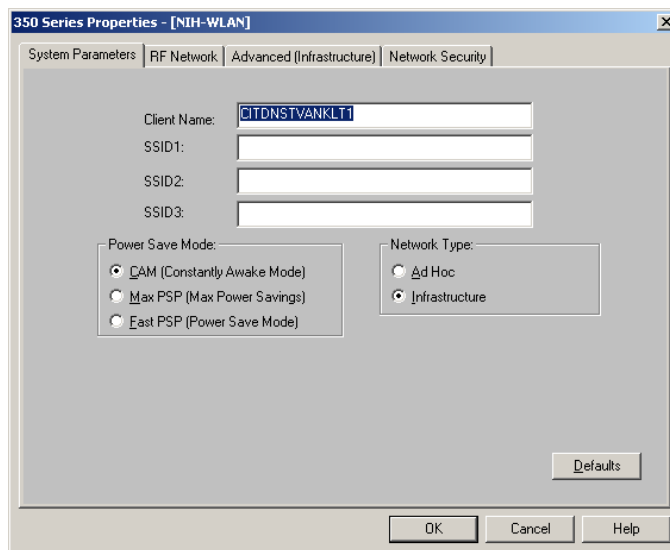 350 Series Properties - [NIH-WLAN]
System Parameters RF Network Advanced (Infrastructure) Network Security
Client Name: CITDNSTVANKLT1
SSID1:
SSID2:
SSID3:
Power Save Mode: Network Type:
CAM (Constantly Awake Mode) Ad Hoc
Max PSP (Max Power Savings) Infrastructure
Fast PSP (Power Save Mode)
Defaults
OK Cancel Help